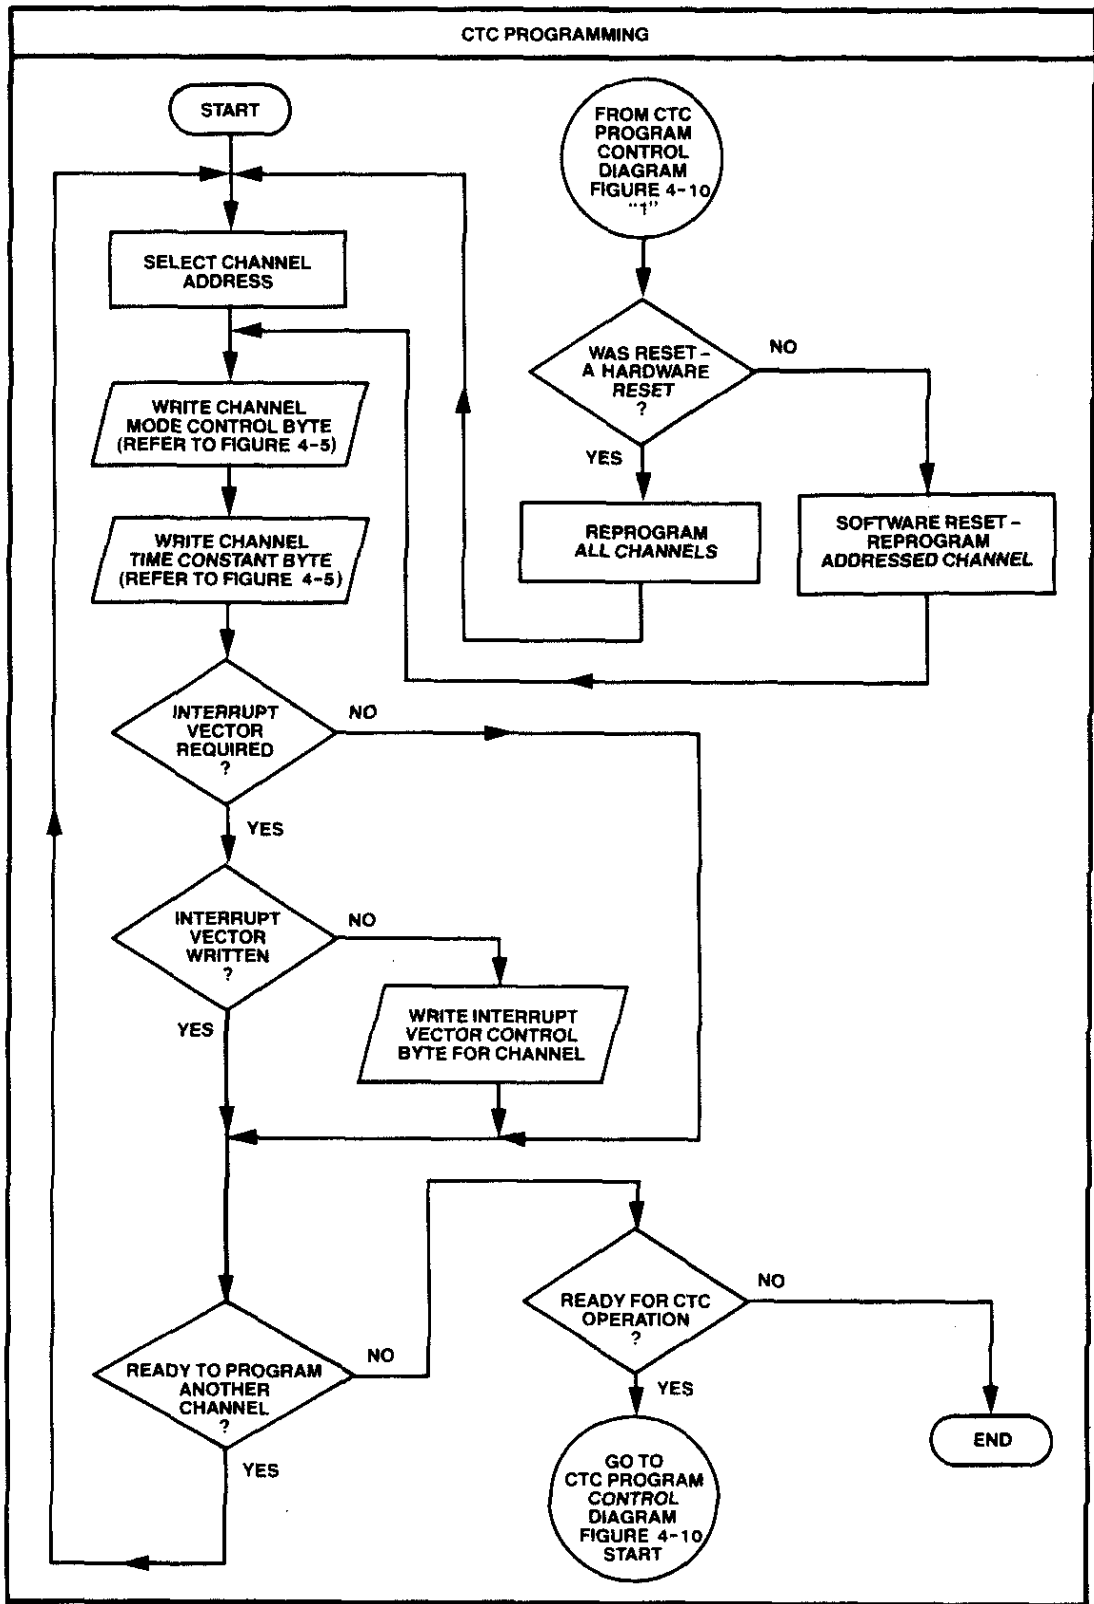 CTC PROGRAMMING
START
FROM CTC
PROGRAM
CONTROL
DIAGRAM
FIGURE 4-10
"1"
SELECT CHANNEL
ADDRESS
WAS RESET –
A HARDWARE
RESET
?
NO
YES
WRITE CHANNEL
MODE CONTROL BYTE
(REFER TO FIGURE 4-5)
REPROGRAM
ALL CHANNELS
SOFTWARE RESET –
REPROGRAM
ADDRESSED CHANNEL
WRITE CHANNEL
TIME CONSTANT BYTE
(REFER TO FIGURE 4-5)
INTERRUPT
VECTOR
REQUIRED
?
NO
YES
INTERRUPT
VECTOR
WRITTEN
?
NO
YES
WRITE INTERRUPT
VECTOR CONTROL
BYTE FOR CHANNEL
READY TO PROGRAM
ANOTHER
CHANNEL
?
NO
YES
READY FOR CTC
OPERATION
?
NO
YES
END
GO TO
CTC PROGRAM
CONTROL
DIAGRAM
FIGURE 4-10
START